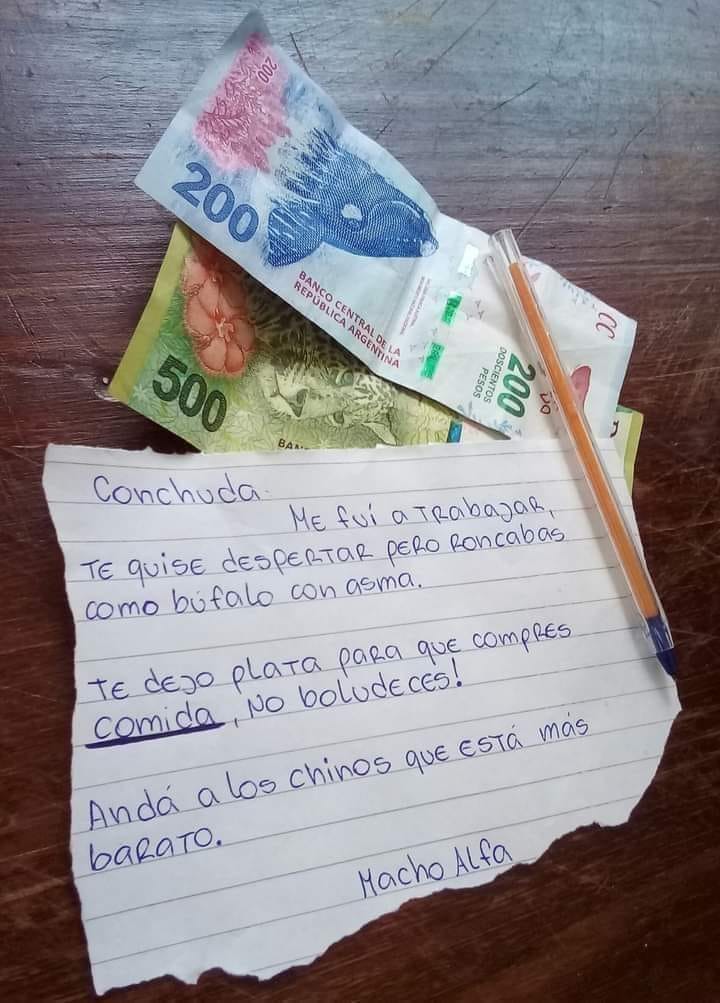 200
200
BANCO CENTRAL DE LA
REPÚBLICA ARGENTINA
200
DOSCIENTOS
PESOS
500
BAN
Conchuda.
Me fui a trabajar,
te quise despertar pero roncabas
como búfalo con asma.
Te dejo plata para que compres
comida, no boludeces!
Andá a los chinos que está más
barato.
Macho Alfa